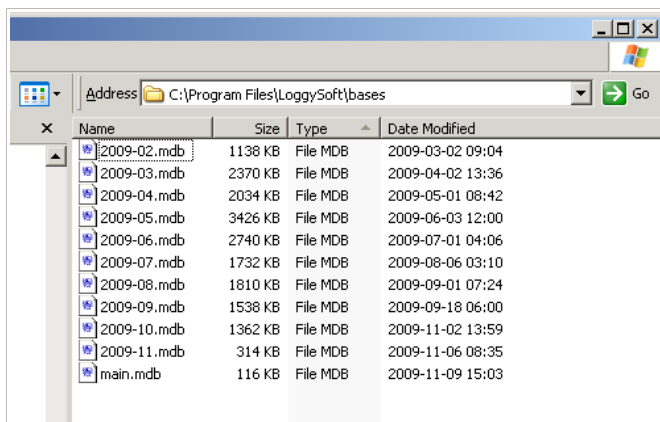 Address C:\Program Files\LoggySoft\bases Go
Name Size Type Date Modified
2009-02.mdb 1138 KB File MDB 2009-03-02 09:04
2009-03.mdb 2370 KB File MDB 2009-04-02 13:36
2009-04.mdb 2034 KB File MDB 2009-05-01 08:42
2009-05.mdb 3426 KB File MDB 2009-06-03 12:00
2009-06.mdb 2740 KB File MDB 2009-07-01 04:06
2009-07.mdb 1732 KB File MDB 2009-08-06 03:10
2009-08.mdb 1810 KB File MDB 2009-09-01 07:24
2009-09.mdb 1538 KB File MDB 2009-09-18 06:00
2009-10.mdb 1362 KB File MDB 2009-11-02 13:59
2009-11.mdb 314 KB File MDB 2009-11-06 08:35
main.mdb 116 KB File MDB 2009-11-09 15:03